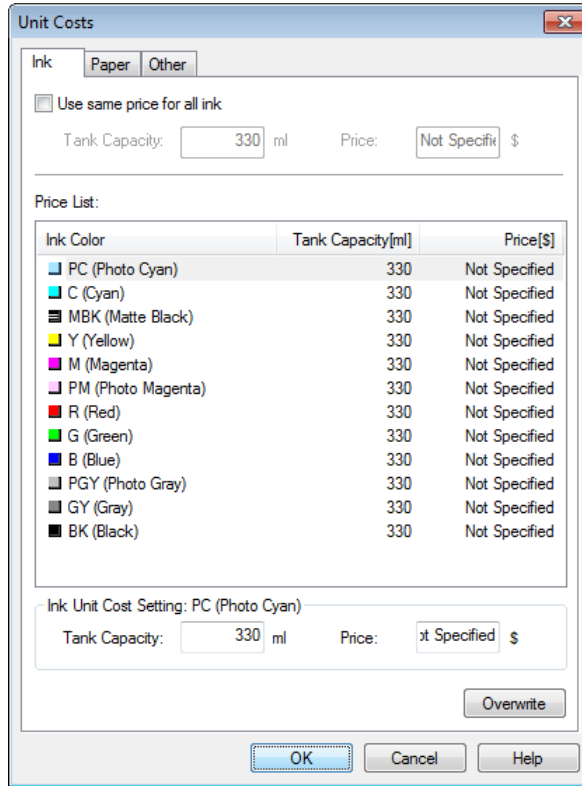 Unit Costs
Ink Paper Other
Use same price for all ink
Tank Capacity: 330 ml Price: Not Specifi $
Price List:
Ink Color Tank Capacity[ml] Price[$]
PC (Photo Cyan) 330 Not Specified
C (Cyan) 330 Not Specified
MBK (Matte Black) 330 Not Specified
Y (Yellow) 330 Not Specified
M (Magenta) 330 Not Specified
PM (Photo Magenta) 330 Not Specified
R (Red) 330 Not Specified
G (Green) 330 Not Specified
B (Blue) 330 Not Specified
PGY (Photo Gray) 330 Not Specified
GY (Gray) 330 Not Specified
BK (Black) 330 Not Specified
Ink Unit Cost Setting: PC (Photo Cyan)
Tank Capacity: 330 ml Price: ot Specified $
Overwrite
OK Cancel Help